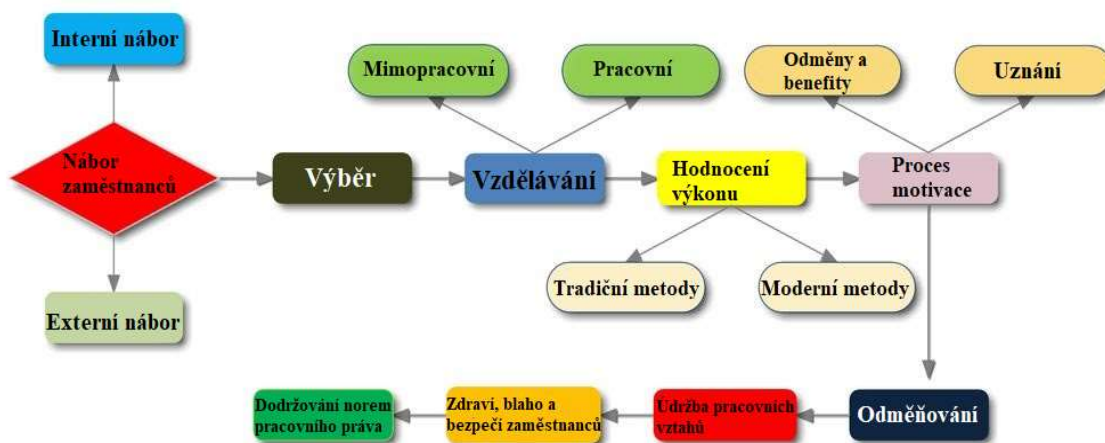 Interní nábor
Mimopracovní
Pracovní
Odměny a
benefity
Uznání
Nábor
zaměstnanců
Výběr
Vzdělávání
Hodnocení
výkonu
Proces
motivace
Tradiční metody
Moderní metody
Externí nábor
Dodržování norem
pracovního práva
Zdraví, blaho a
bezpečí zaměstnanců
Údržba pracovních
vztahů
Odměňování